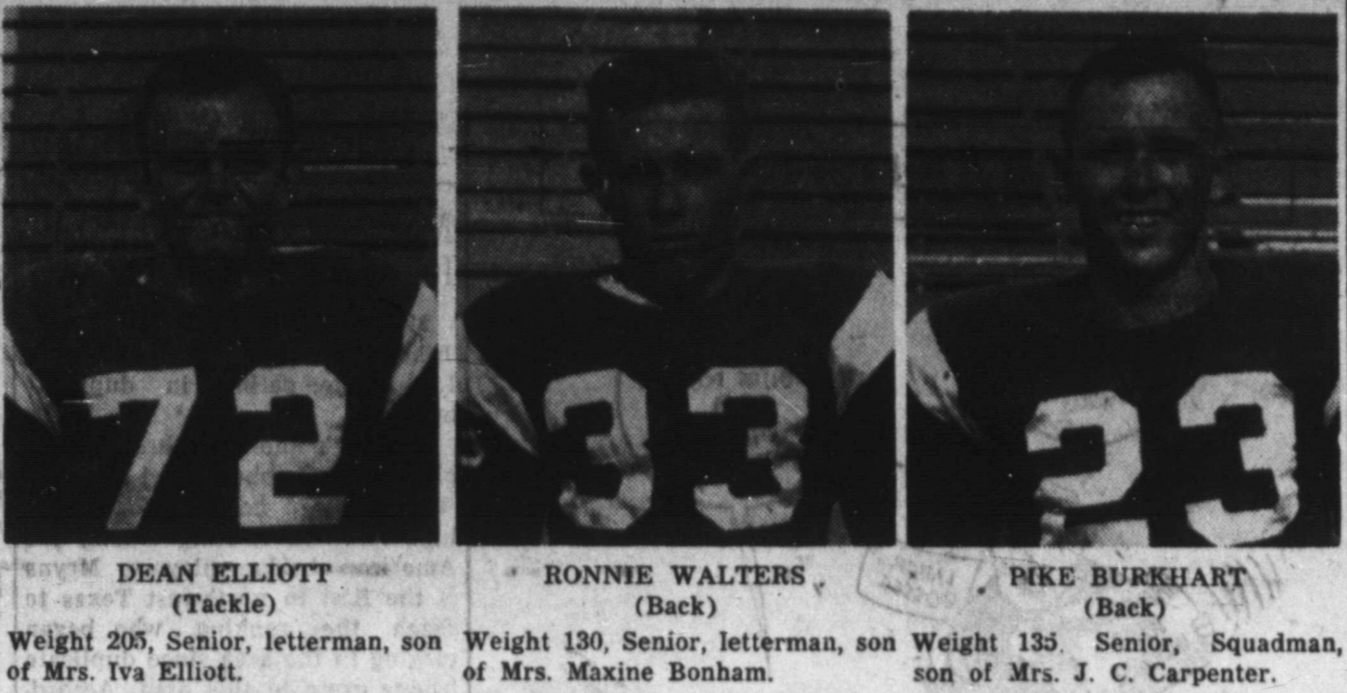 72
33
23
DEAN ELLIOTT
(Tackle)
Weight 205, Senior, letterman, son
of Mrs. Iva Elliott.
RONNIE WALTERS
(Back)
Weight 130, Senior, letterman, son
of Mrs. Maxine Bonham.
PIKE BURKHART
(Back)
Weight 135. Senior, Squadman,
son of Mrs. J. C. Carpenter.